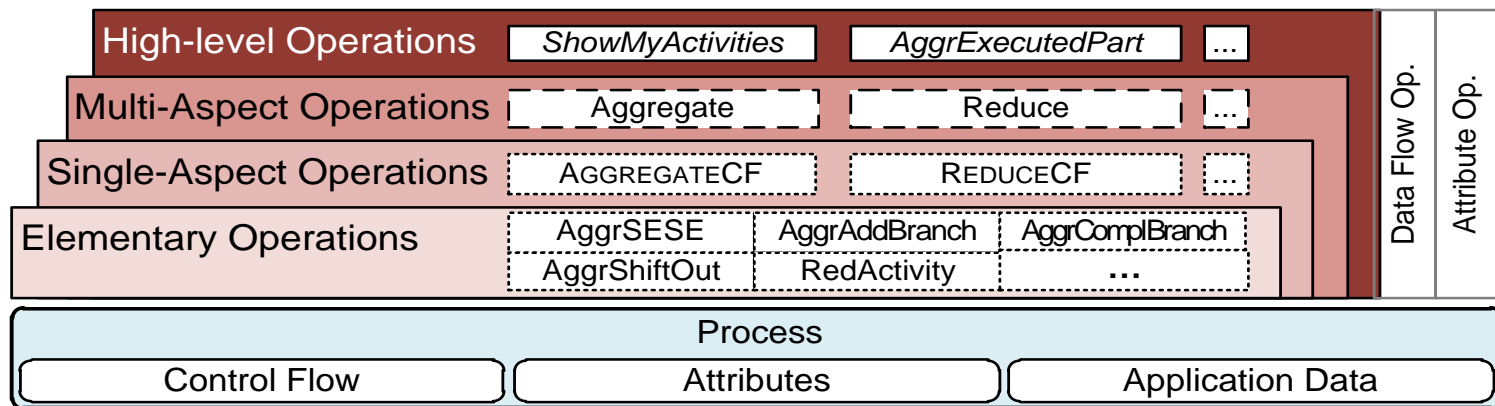 High-level Operations ShowMyActivities AggrExecutedPart ...
Multi-Aspect Operations Aggregate Reduce ...
Single-Aspect Operations AGGREGATECF REDUCECF ...
Elementary Operations AggrSESE AggrAddBranch AggrComplBranch
AggrShiftOut RedActivity ...
Data Flow Op.
Attribute Op.
Process
Control Flow Attributes Application Data